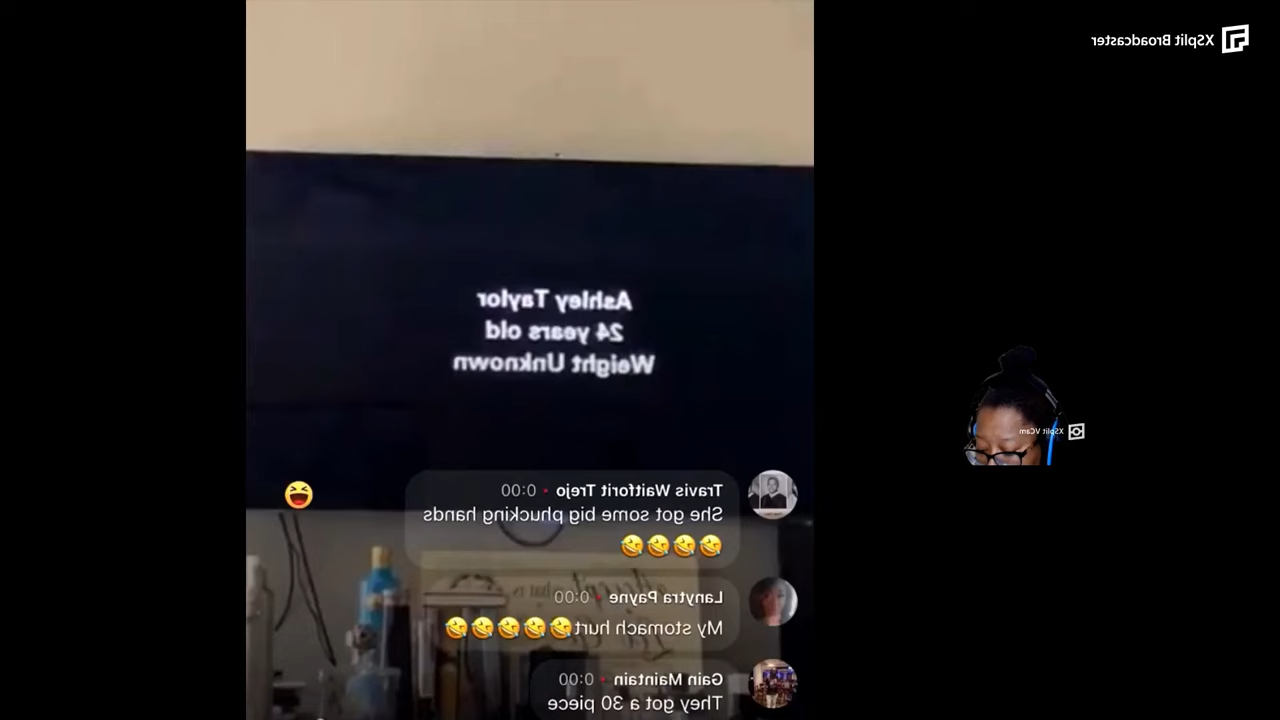 XSplit Broadcaster
Ashley Taylor
24 years old
Weight Unknown
XSplit VCam
Travis Waitforit Trejo • 0:00
She got some big phucking hands
🤣🤣🤣🤣
Lanytra Payne • 0:00
My stomach hurt🤣🤣🤣🤣🤣
Gain Maintain • 0:00
They got a 30 piece